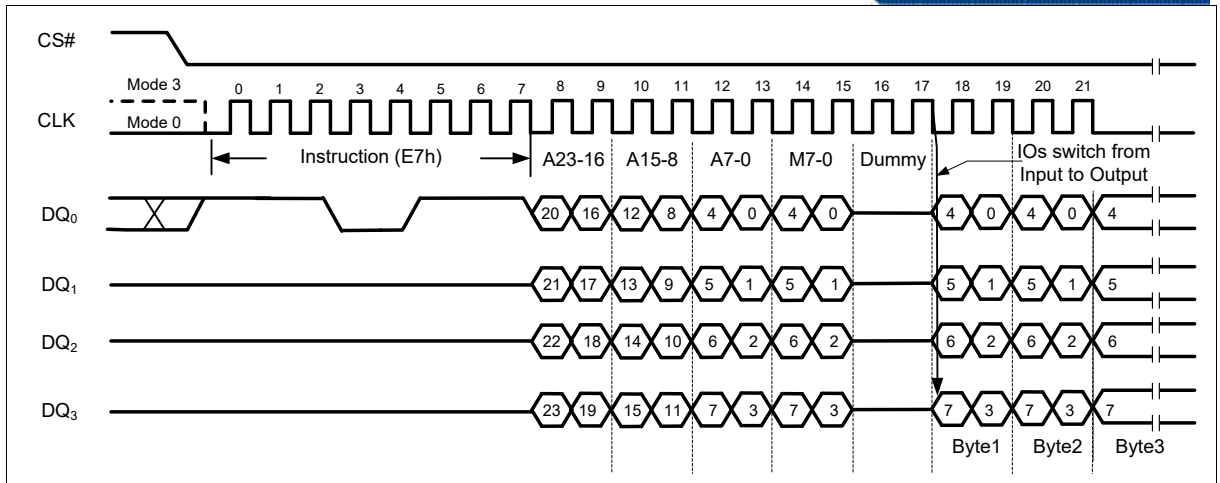 CS#
Mode 3
0 1 2 3 4 5 6 7 8 9 10 11 12 13 14 15 16 17 18 19 20 21
CLK
Mode 0
Instruction (E7h) A23-16 A15-8 A7-0 M7-0 Dummy
IOs switch from
Input to Output
DQ0 20 16 12 8 4 0 4 0 4 0 4 0 4
DQ1 21 17 13 9 5 1 5 1 5 1 5 1 5
DQ2 22 18 14 10 6 2 6 2 6 2 6 2 6
DQ3 23 19 15 11 7 3 7 3 7 3 7 3 7
Byte1 Byte2 Byte3